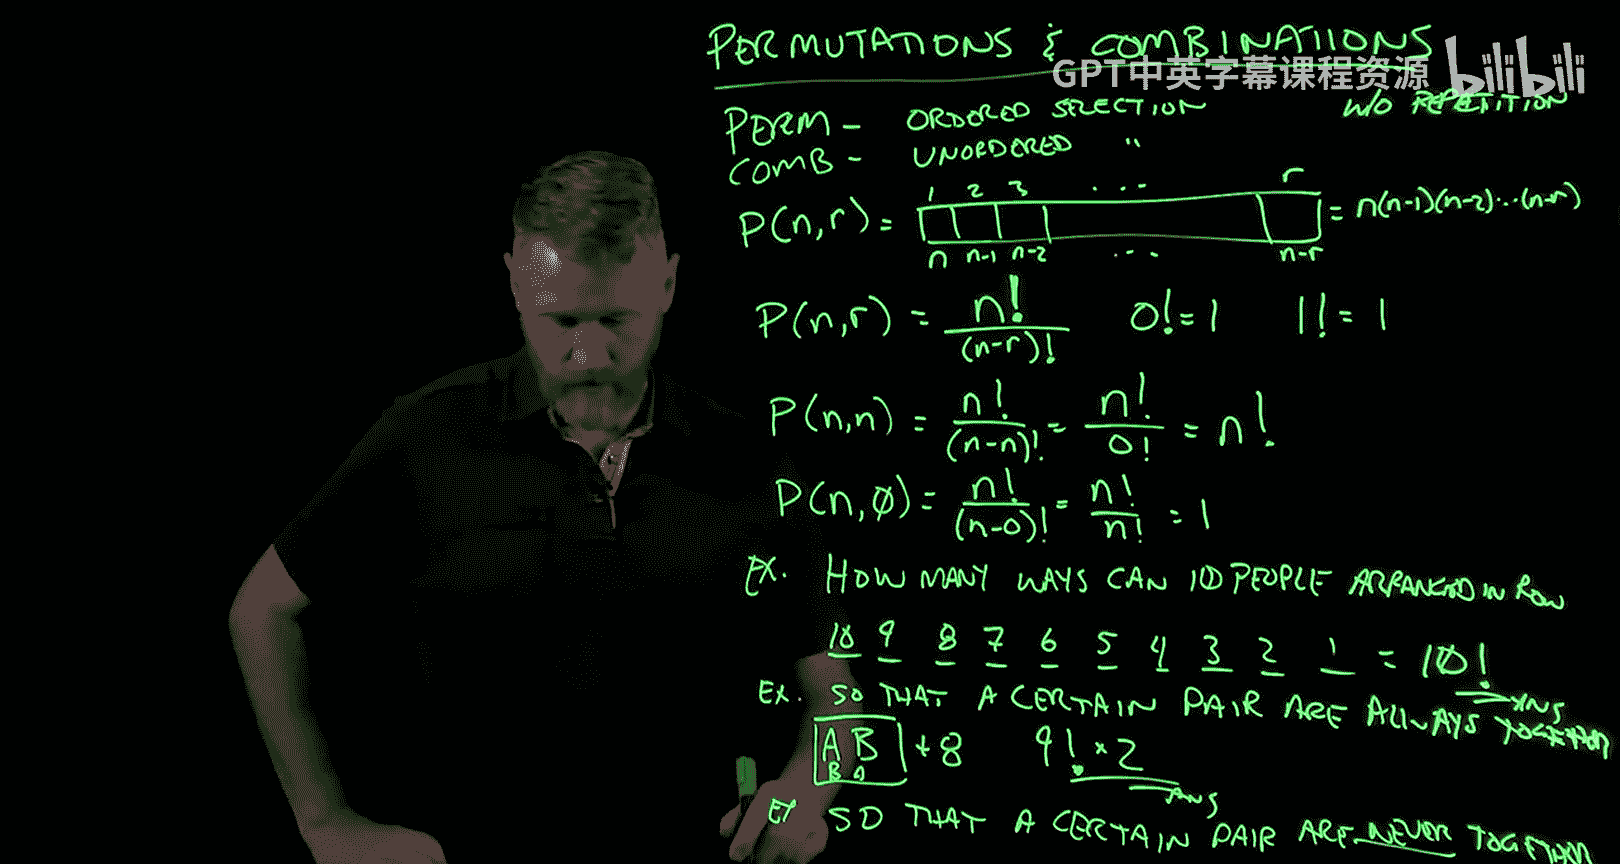 PERMUTATIONS & COMBINATIONS
GPT中英字幕课程资源 bilibili
PERM – ORDERED SELECTION W/O REPETITION
COMB – UNORDERED "
1 2 3 ... r
P(n,r) = = n(n-1)(n-2)...(n-r)
n n-1 n-2 ... n-r
P(n,r) = n!/(n-r)! 0! = 1 1! = 1
P(n,n) = n!/(n-n)! = n!/0! = n!
P(n,0) = n!/(n-0)! = n!/n! = 1
EX. HOW MANY WAYS CAN 10 PEOPLE ARRANGED IN ROW
10 9 8 7 6 5 4 3 2 1 = 10!
ANS
EX. SO THAT A CERTAIN PAIR ARE ALWAYS TOGETHER
AB + 8 9! × 2
BA
ANS
EX SO THAT A CERTAIN PAIR ARE NEVER TOGETHER